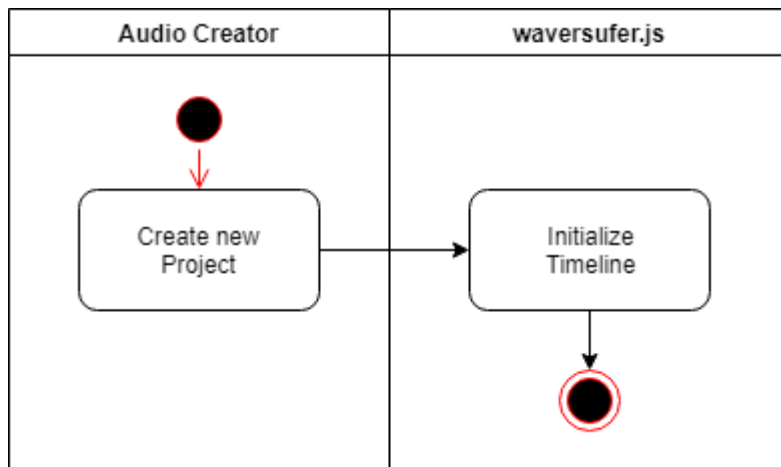 Audio Creator
waversufer.js
Create new
Project
Initialize
Timeline